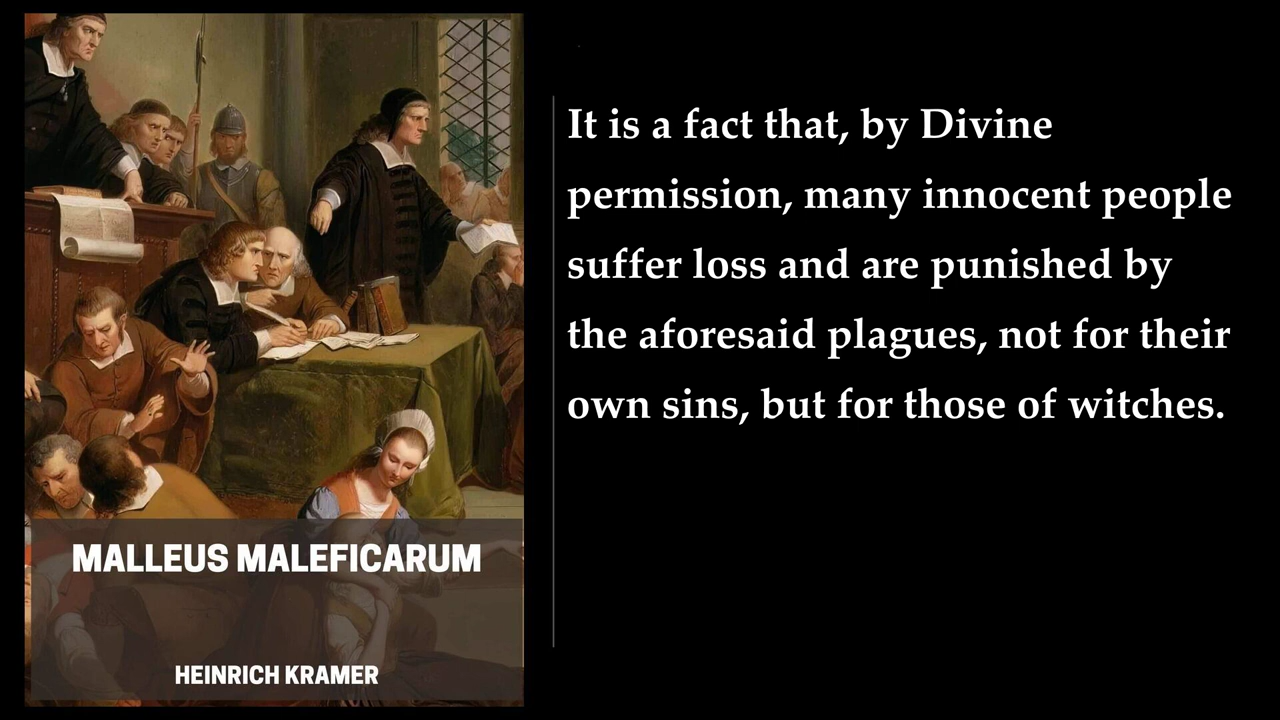 MALLEUS MALEFICARUM
HEINRICH KRAMER
It is a fact that, by Divine
permission, many innocent people
suffer loss and are punished by
the aforesaid plagues, not for their
own sins, but for those of witches.